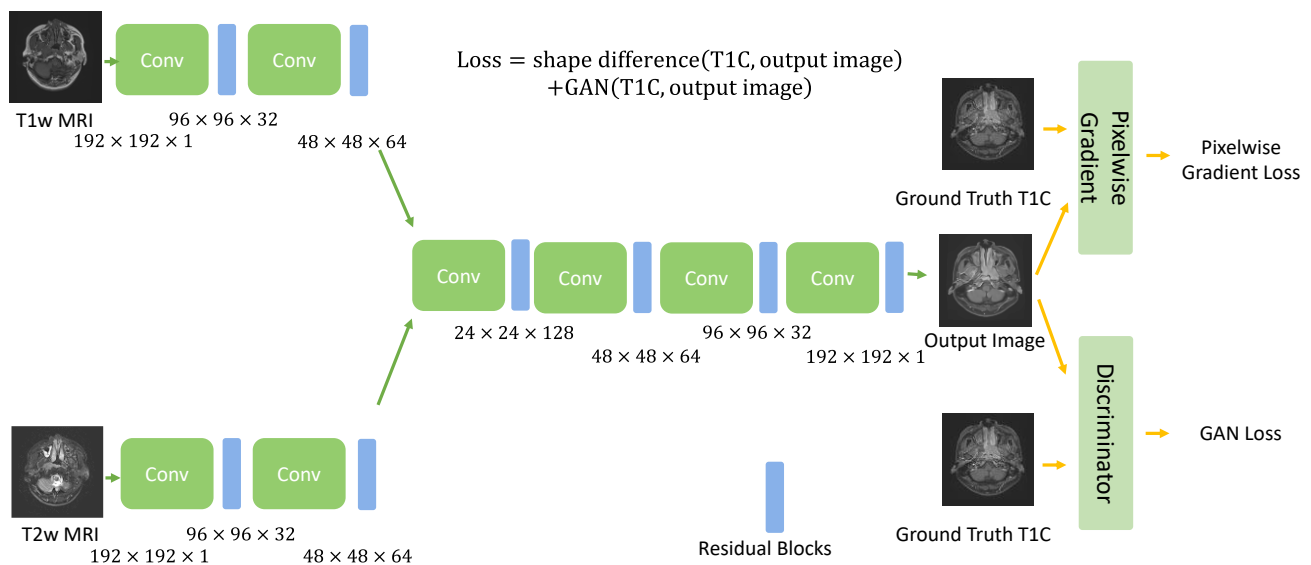 Conv
Conv
T1w MRI
96 × 96 × 32
192 × 192 × 1
48 × 48 × 64
Loss = shape difference(T1C, output image)
+GAN(T1C, output image)
Ground Truth T1C
Pixelwise
Gradient
Pixelwise
Gradient Loss
Conv
Conv
Conv
Conv
24 × 24 × 128
96 × 96 × 32
48 × 48 × 64
192 × 192 × 1
Output Image
Conv
Conv
T2w MRI
96 × 96 × 32
192 × 192 × 1
48 × 48 × 64
Residual Blocks
Ground Truth T1C
Discriminator
GAN Loss